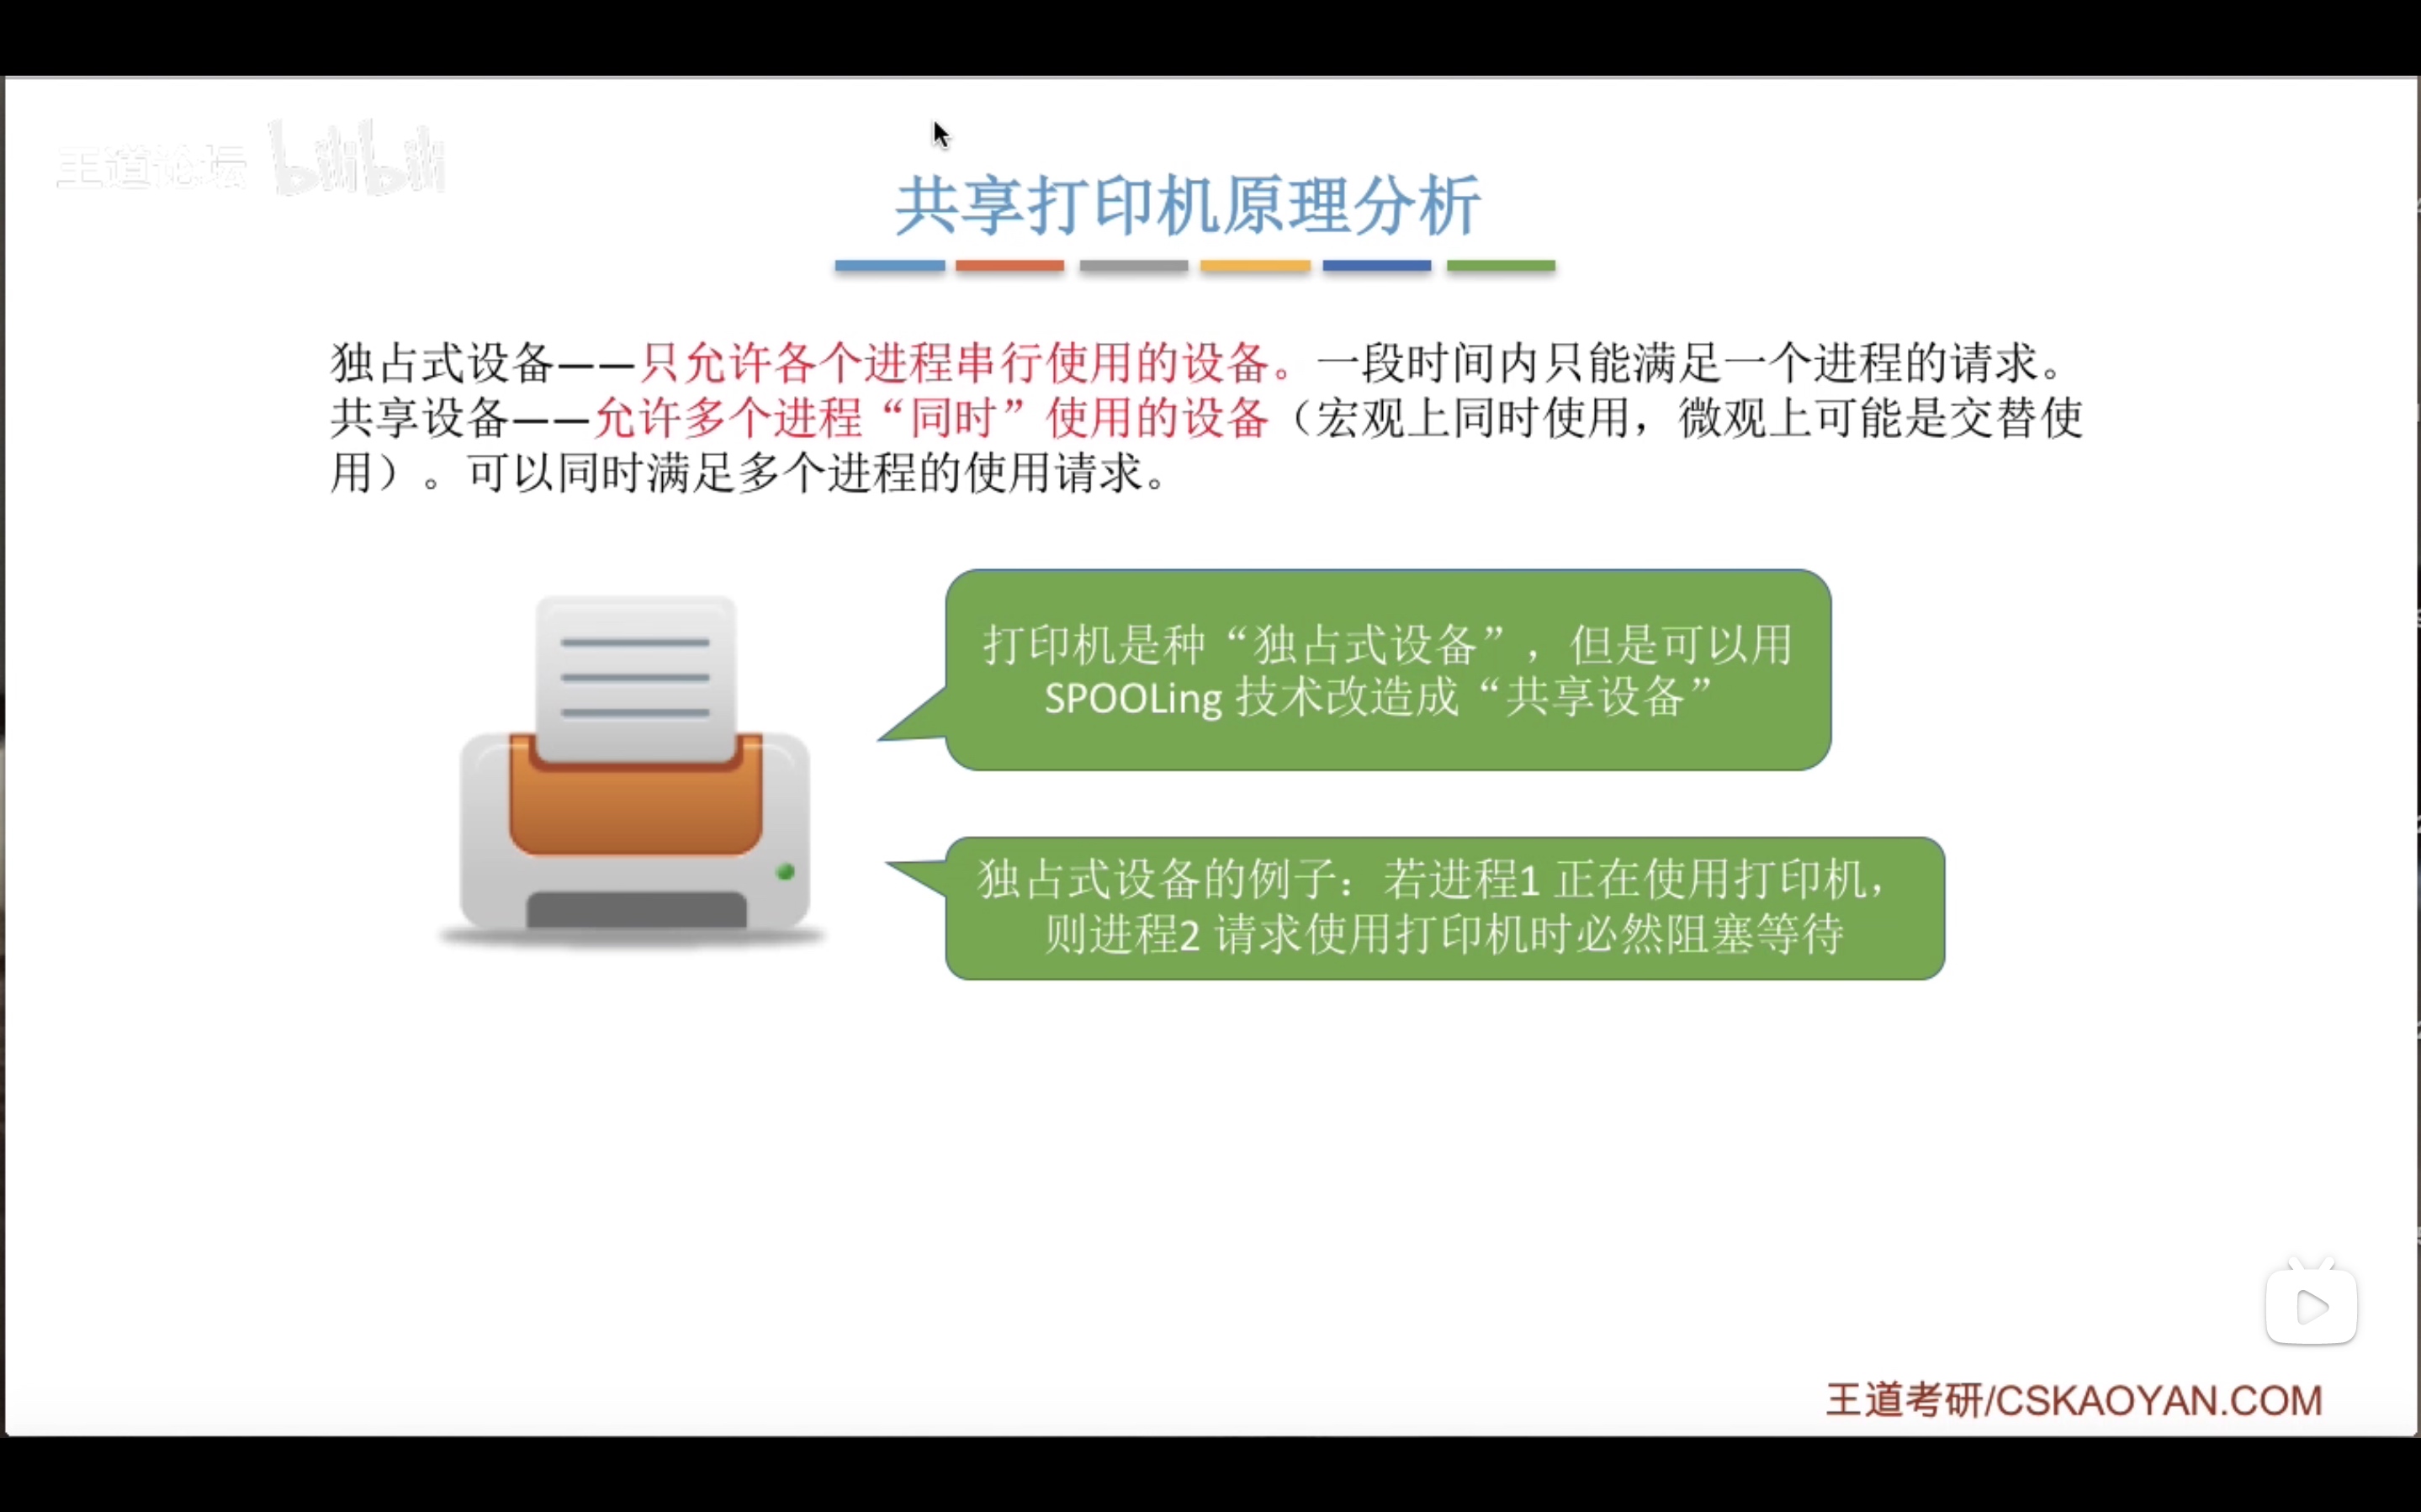 王道论坛 bilibili
共享打印机原理分析
独占式设备——只允许各个进程串行使用的设备。一段时间内只能满足一个进程的请求。
共享设备——允许多个进程“同时”使用的设备（宏观上同时使用，微观上可能是交替使
用）。可以同时满足多个进程的使用请求。
打印机是种“独占式设备”，但是可以用
SPOOLing 技术改造成“共享设备”
独占式设备的例子：若进程1 正在使用打印机，
则进程2 请求使用打印机时必然阻塞等待
王道考研/CSKAOYAN.COM